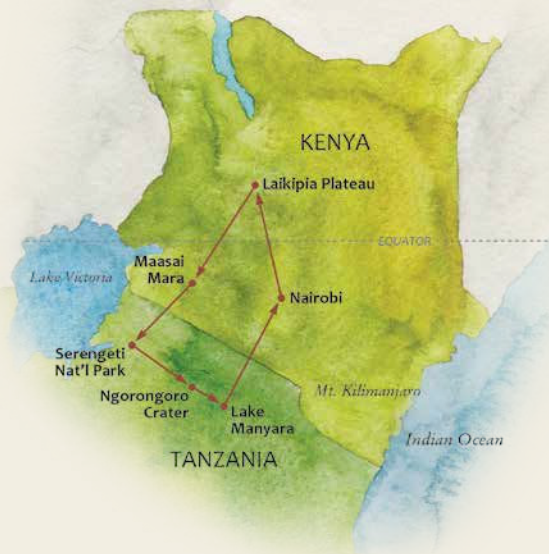 KENYA
Laikipia Plateau
EQUATOR
Maasai
Mara
Lake Victoria
Nairobi
Serengeti
Nat'l Park
Mt. Kilimanjaro
Ngorongoro
Crater
Lake
Manyara
Indian Ocean
TANZANIA